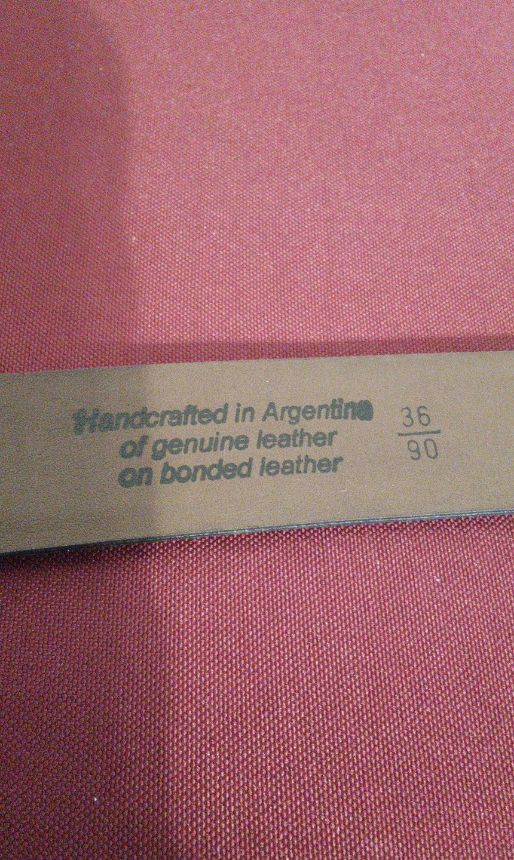 Handcrafted in Argentina
of genuine leather
on bonded leather
36
90